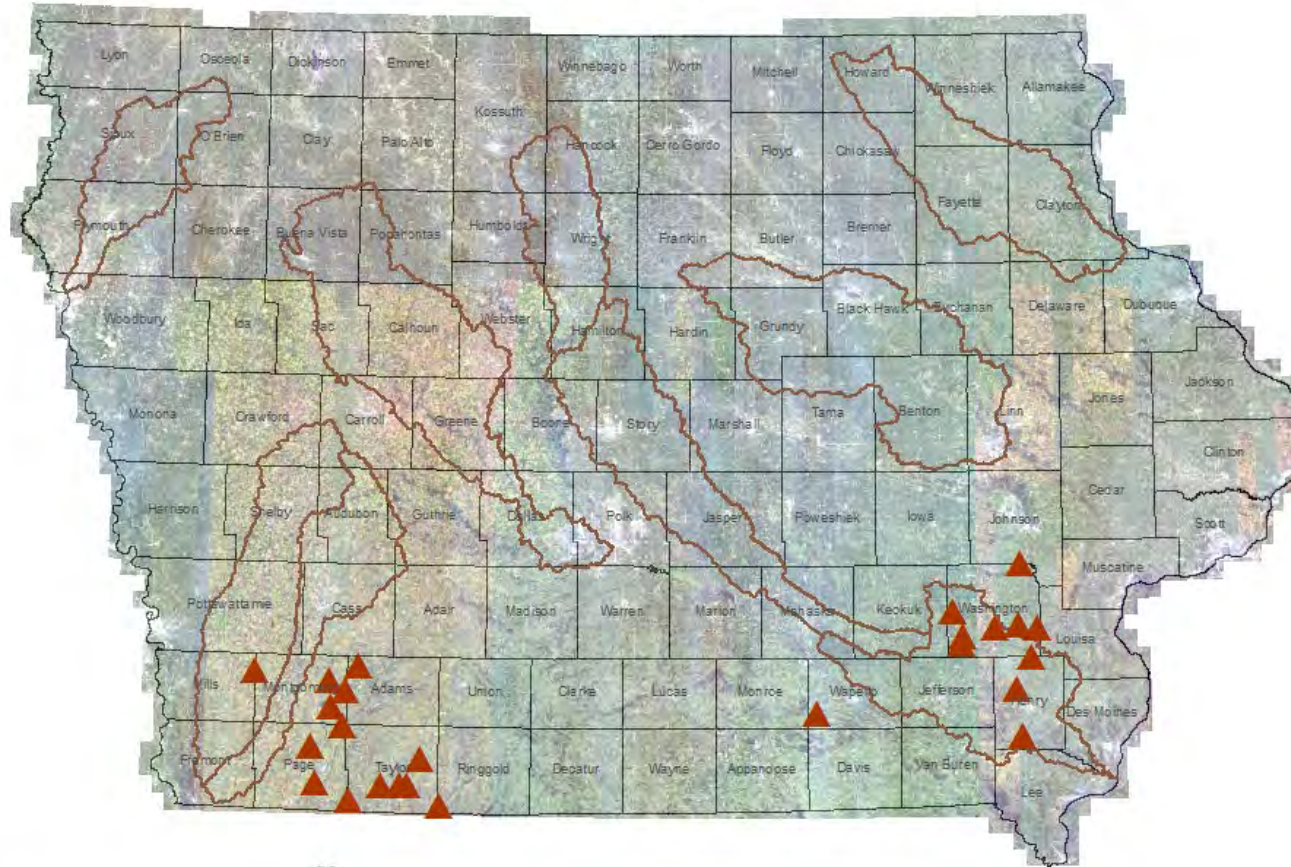 Lyon
Osceola
Dickinson
Emmet
Kossuth
Winnebago
Worth
Mitchell
Howard
Winneshiek
Allamakee
Sioux
O'Brien
Clay
Palo Alto
Hancock
Cerro Gordo
Floyd
Chickasaw
Fayette
Clayton
Plymouth
Cherokee
Buena Vista
Pocahontas
Humboldt
Wright
Franklin
Butler
Bremer
Woodbury
Ida
Sac
Calhoun
Webster
Hamilton
Hardin
Grundy
Black Hawk
Buchanan
Delaware
Dubuque
Jackson
Monona
Crawford
Carroll
Greene
Boone
Story
Marshall
Tama
Benton
Linn
Jones
Clinton
Harrison
Shelby
Audubon
Guthrie
Dallas
Polk
Jasper
Poweshiek
Iowa
Johnson
Cedar
Scott
Muscatine
Pottawattamie
Cass
Adair
Madison
Warren
Marion
Mahaska
Keokuk
Washington
Louisa
Mills
Montgomery
Adams
Union
Clarke
Lucas
Monroe
Wapello
Jefferson
Henry
Des Moines
Fremont
Page
Taylor
Ringgold
Decatur
Wayne
Appanoose
Davis
Van Buren
Lee